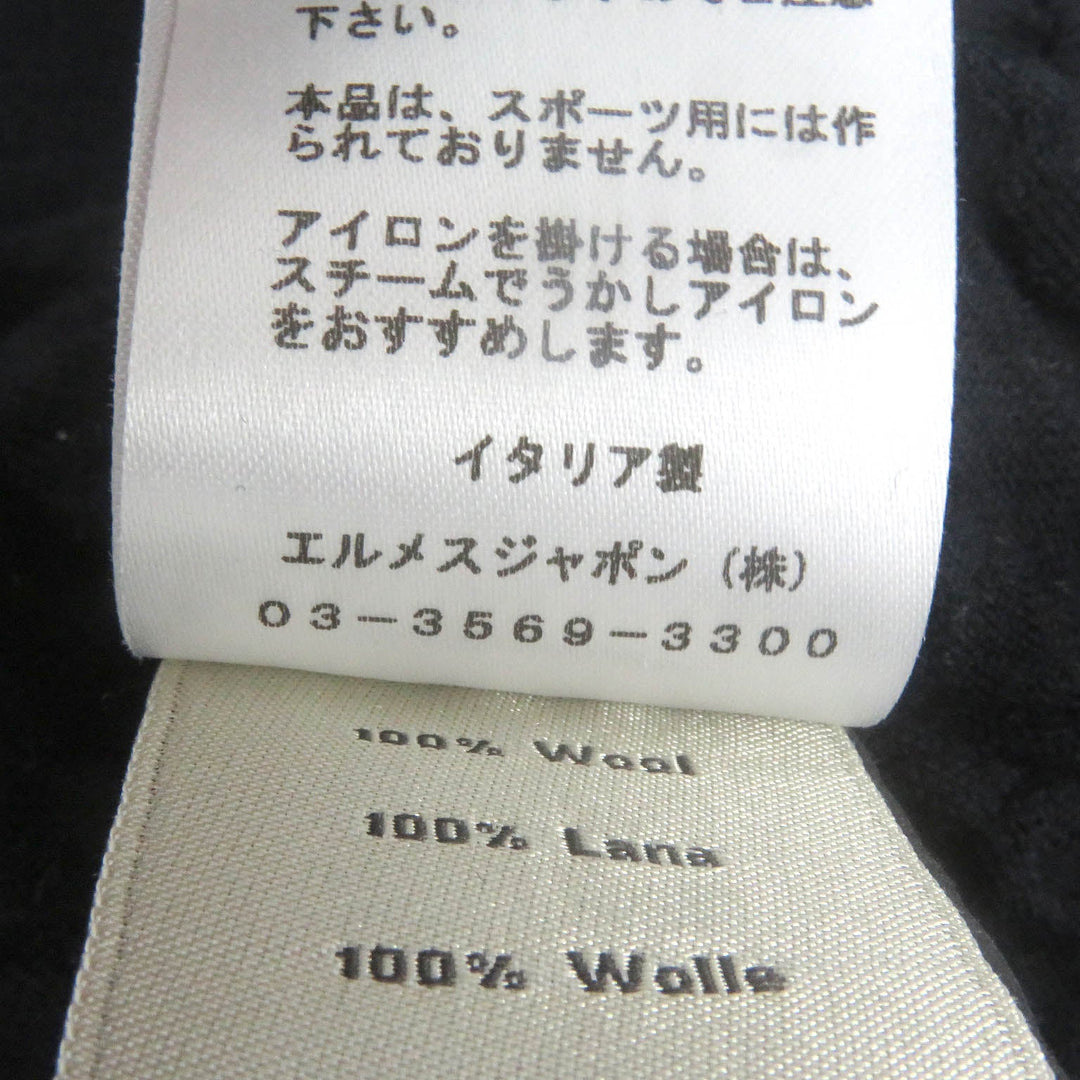 下さい。
本品は、スポーツ用には作
られておりません。
アイロンを掛ける場合は、
スチームでうかしアイロン
をおすすめします。
イタリア製
エルメスジャポン（株）
０３－３５６９－３３００
100% Wool
100% Lana
100% Wolle